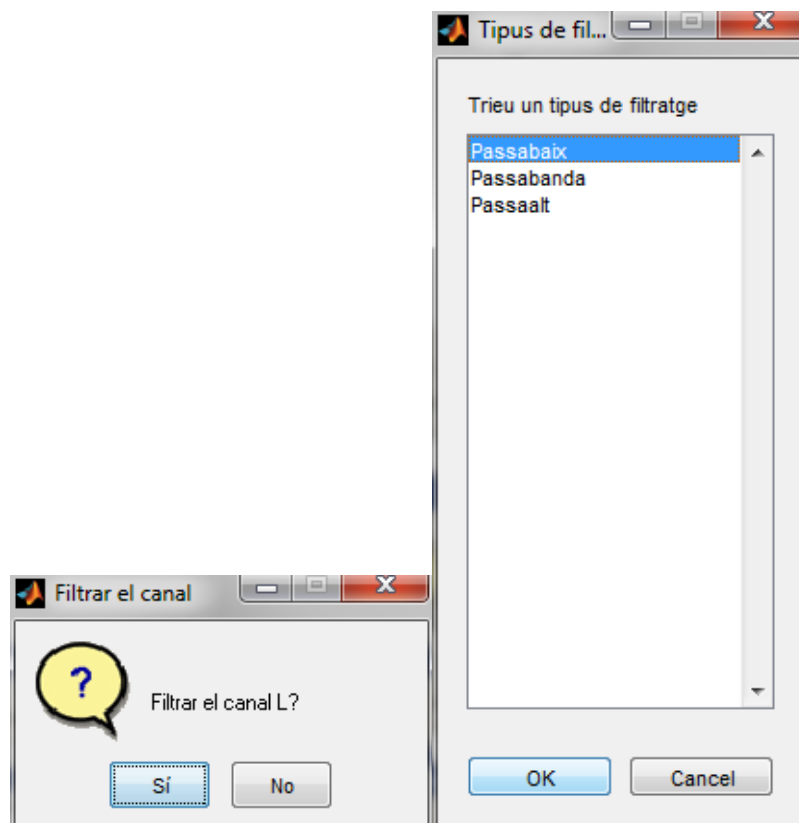 Tipus de fil...
Trieu un tipus de filtratge
Passabaix
Passabanda
Passaalt
OK
Cancel
Filtrar el canal
?
Filtrar el canal L?
Sí
No